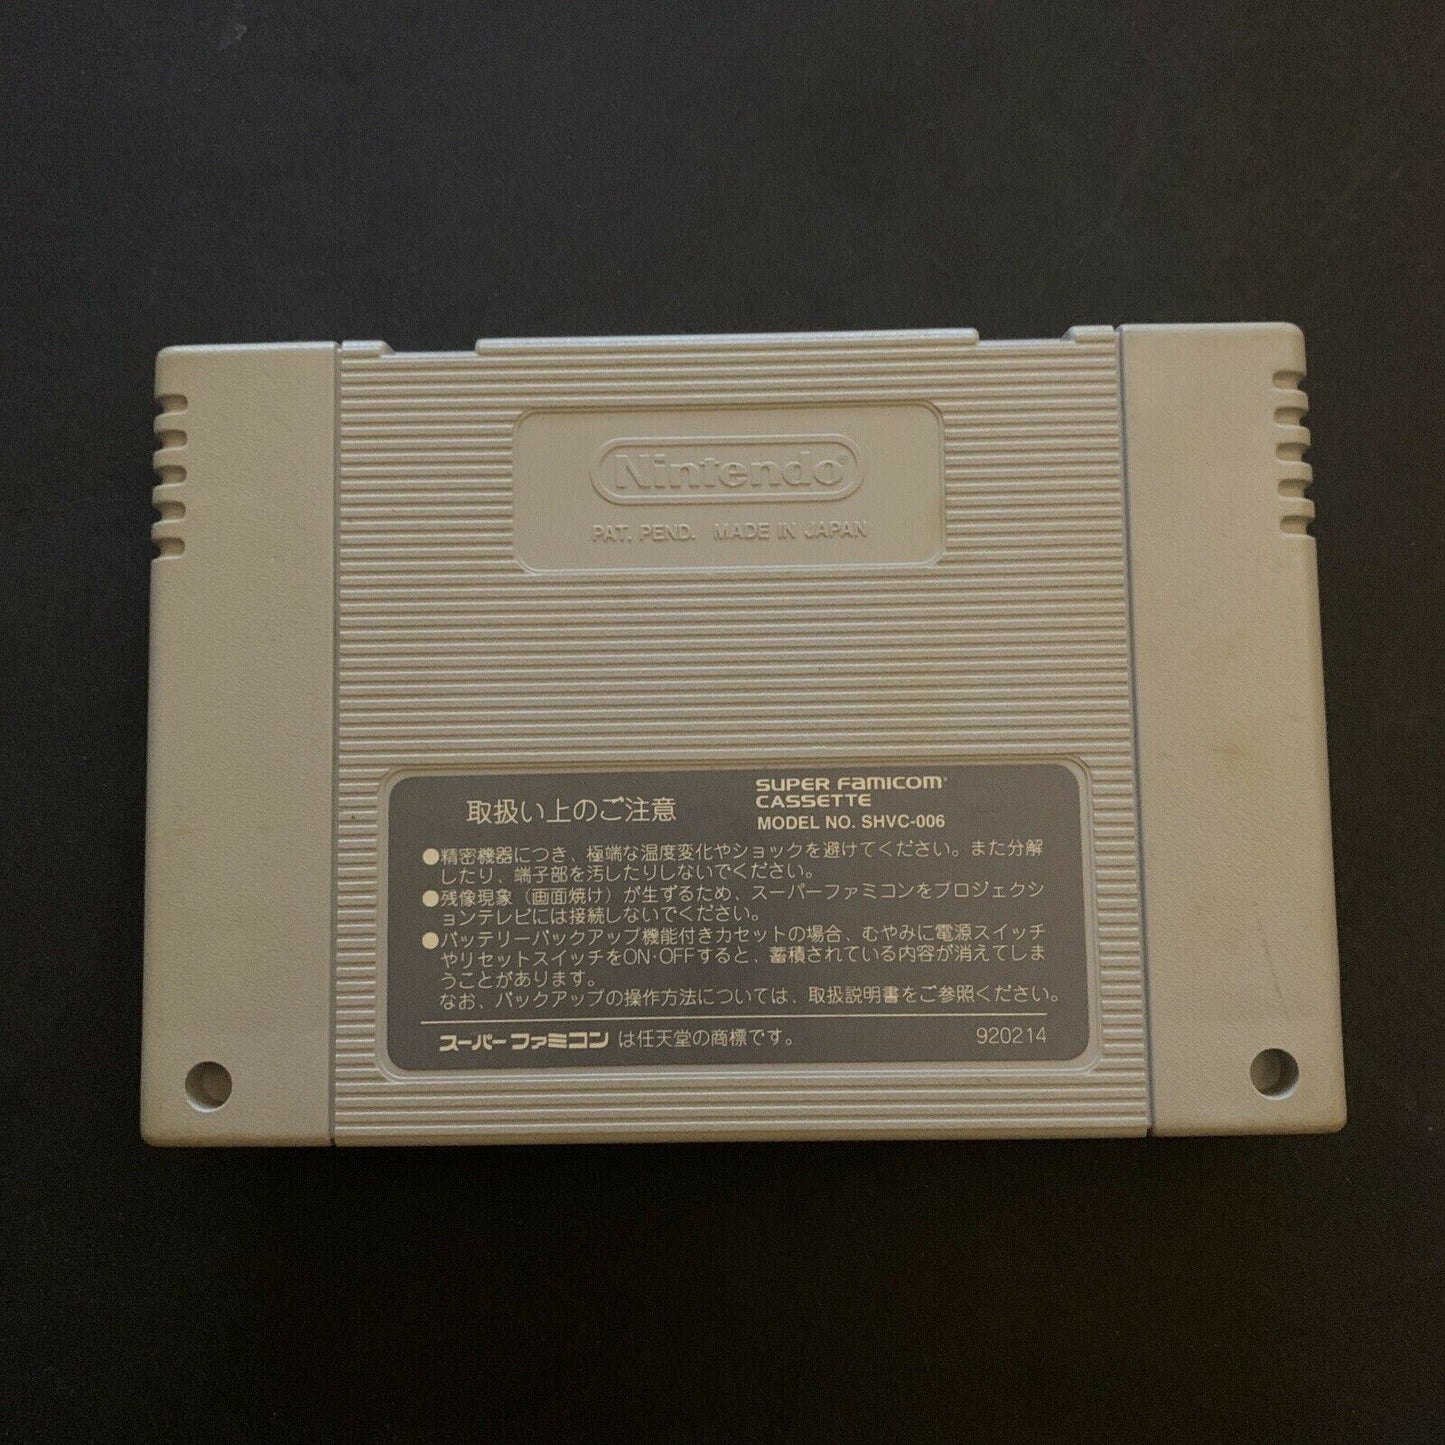 Nintendo®
PAT. PEND. MADE IN JAPAN
取扱い上のご注意
SUPER FAMICOM®
CASSETTE
MODEL NO. SHVC-006
●精密機器につき、極端な温度変化やショックを避けてください。また分解
したり、端子部を汚したりしないでください。
●残像現象（画面焼け）が生ずるため、スーパーファミコンをプロジェクシ
ョンテレビには接続しないでください。
●バッテリーバックアップ機能付きカセットの場合、むやみに電源スイッチ
やリセットスイッチをON·OFFすると、蓄積されている内容が消えてしま
うことがあります。
なお、バックアップの操作方法については、取扱説明書をご参照ください。
スーパーファミコンは任天堂の商標です。 920214